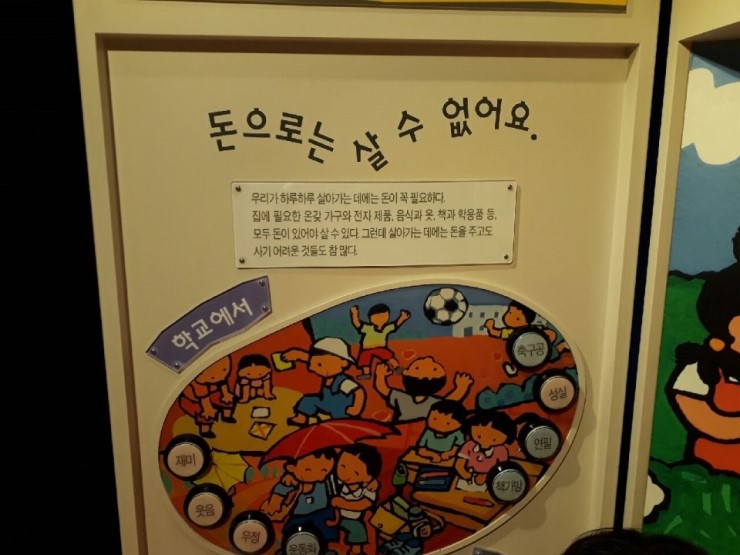 돈으로는 살 수 없어요.
우리가 하루하루 살아가는 데에는 돈이 꼭 필요하다.
집에 필요한 온갖 가구와 전자 제품, 음식과 옷, 책과 학용품 등,
모두 돈이 있어야 살 수 있다. 그런데 살아가는 데에는 돈을 주고도
사기 어려운 것들도 참 많다.
학교에서
축구공
성실
연필
책가방
재미
웃음
우정
운동화